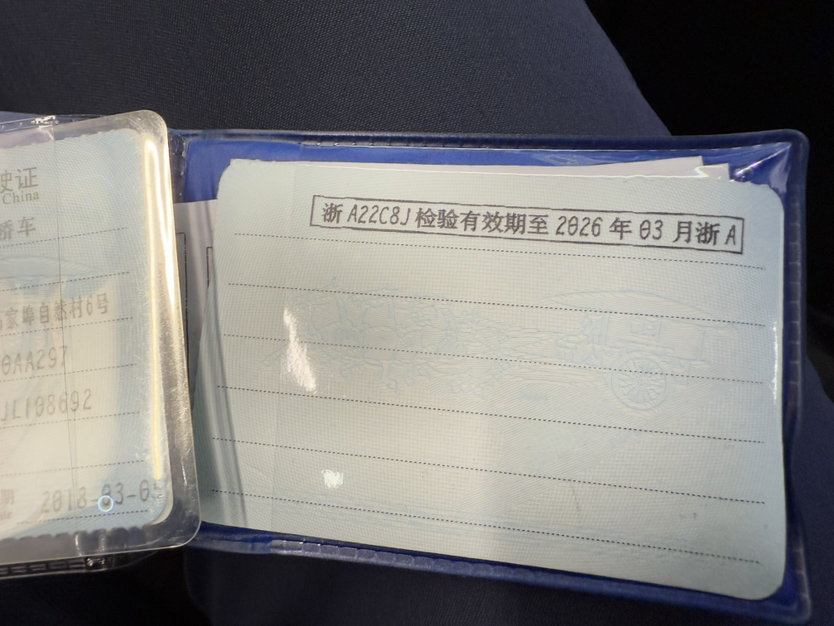 驶证
China
轿车
家埠自然村6号
0AA297
JL108692
期
2018-03-0
浙A22C8J检验有效期至2026年03月浙A